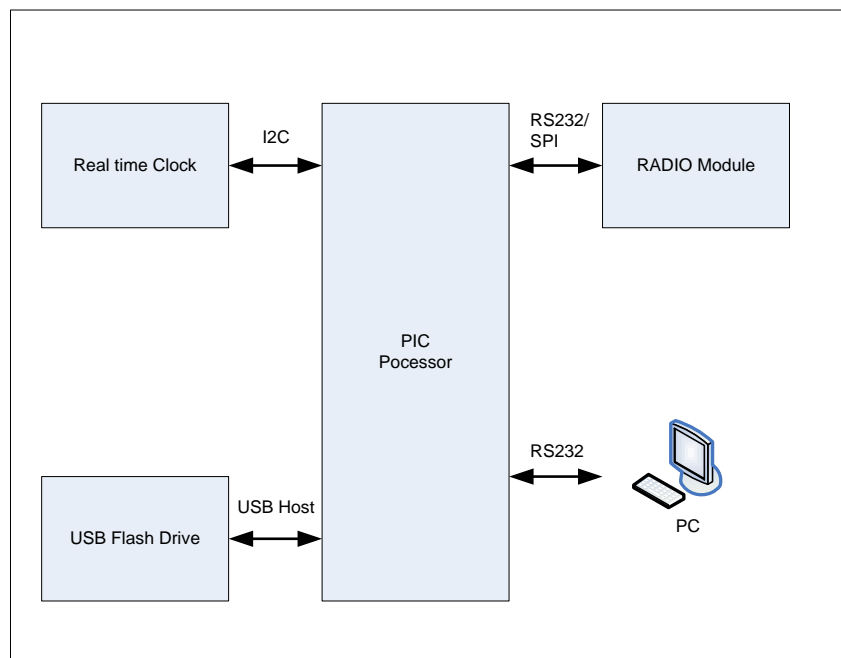 I2C
Real time Clock
RS232/
SPI
RADIO Module
PIC
Pocessor
USB Host
USB Flash Drive
RS232
PC